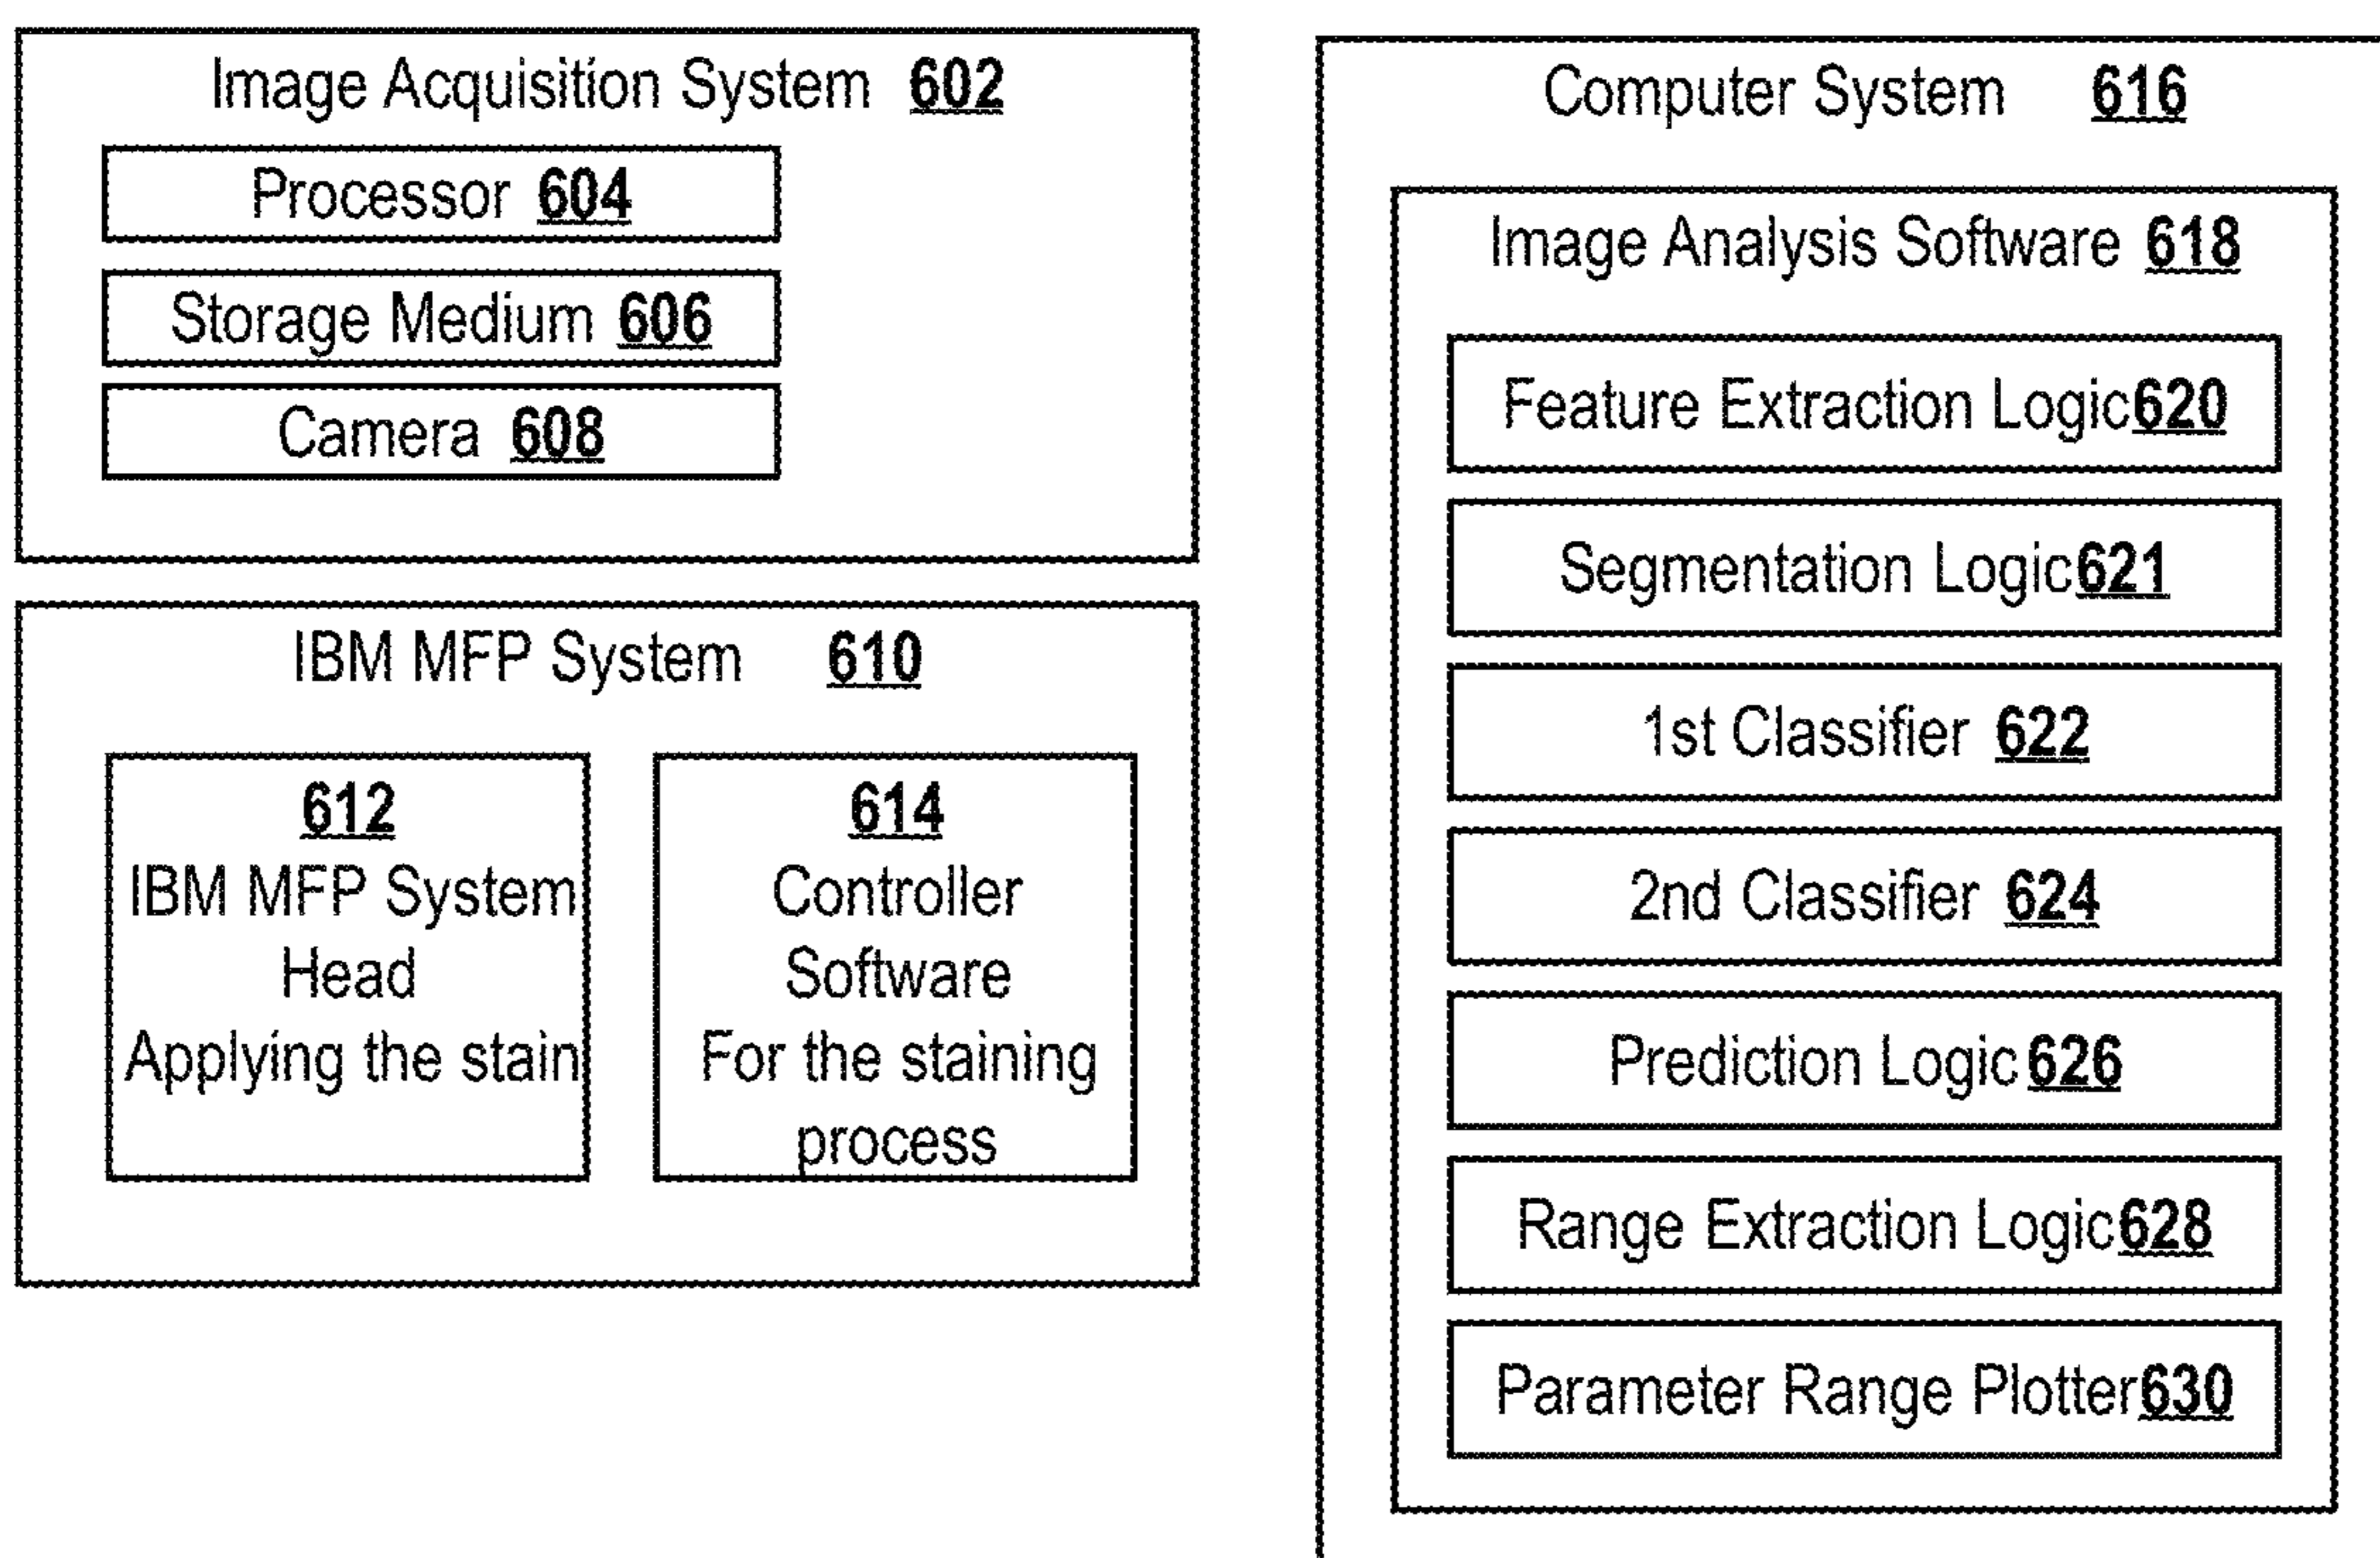 Image Acquisition System 602
Processor 604
Storage Medium 606
Camera 608
IBM MFP System 610
612
IBM MFP System
Head
Applying the stain
614
Controller
Software
For the staining
process
Computer System 616
Image Analysis Software 618
Feature Extraction Logic620
Segmentation Logic621
1st Classifier 622
2nd Classifier 624
Prediction Logic 626
Range Extraction Logic628
Parameter Range Plotter630